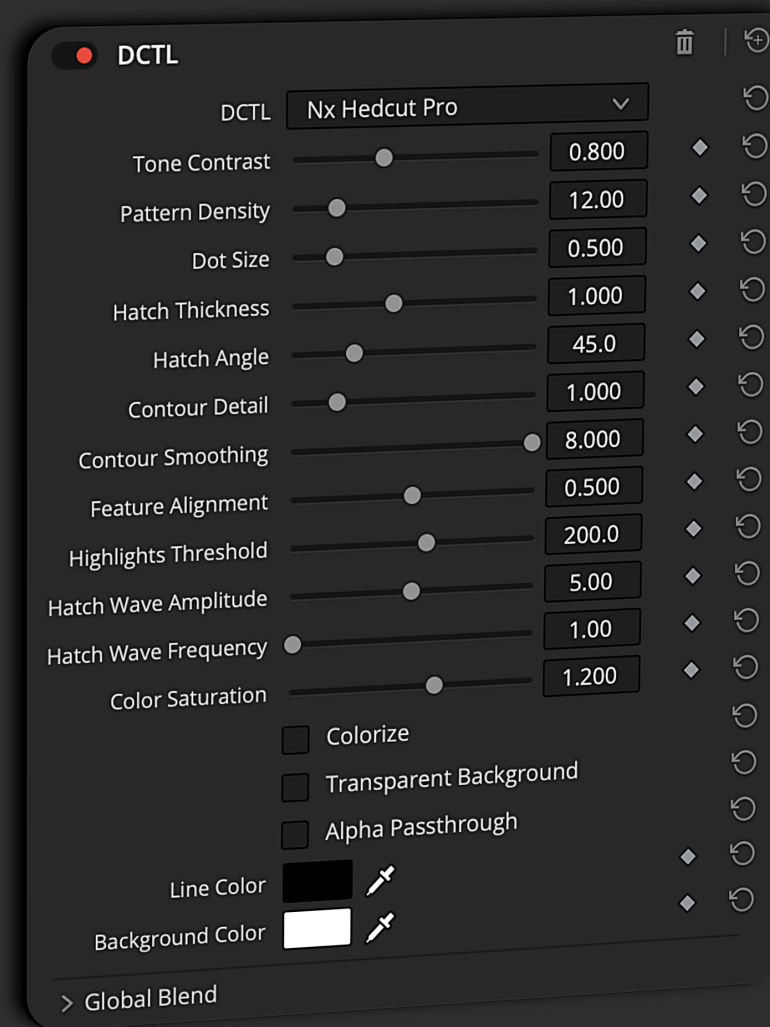 DCTL
DCTL Nx Hedcut Pro
Tone Contrast 0.800
Pattern Density 12.00
Dot Size 0.500
Hatch Thickness 1.000
Hatch Angle 45.0
Contour Detail 1.000
Contour Smoothing 8.000
Feature Alignment 0.500
Highlights Threshold 200.0
Hatch Wave Amplitude 5.00
Hatch Wave Frequency 1.00
Color Saturation 1.200
Colorize
Transparent Background
Alpha Passthrough
Line Color
Background Color
Global Blend